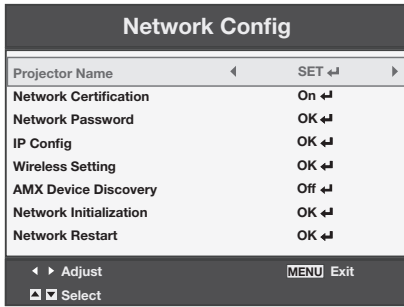 Network Config
Projector Name SET
Network Certification On
Network Password OK
IP Config OK
Wireless Setting OK
AMX Device Discovery Off
Network Initialization OK
Network Restart OK
Adjust MENU Exit
Select